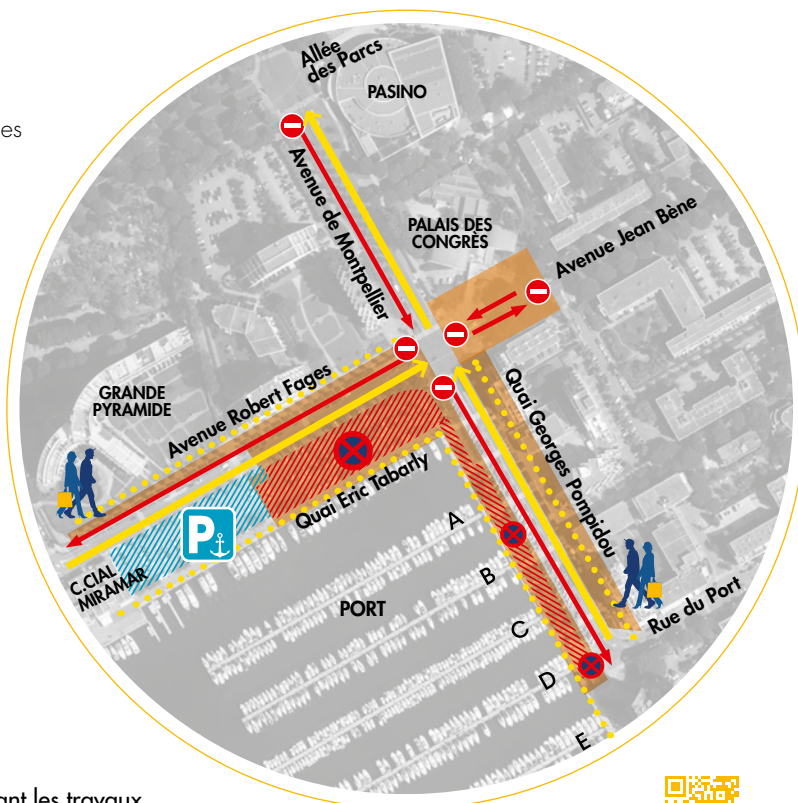 es
Allée
des Parcs
PASINO
Avenue de Montpellier
PALAIS DES
CONGRÈS
Avenue Jean Bène
GRANDE
PYRAMIDE
Avenue Robert Fages
Quai Georges Pompidou
Quai Eric Tabarly
P
C.CIAL
MIRAMAR
PORT
A
B
C
D
E
Rue du Port
ant les travaux